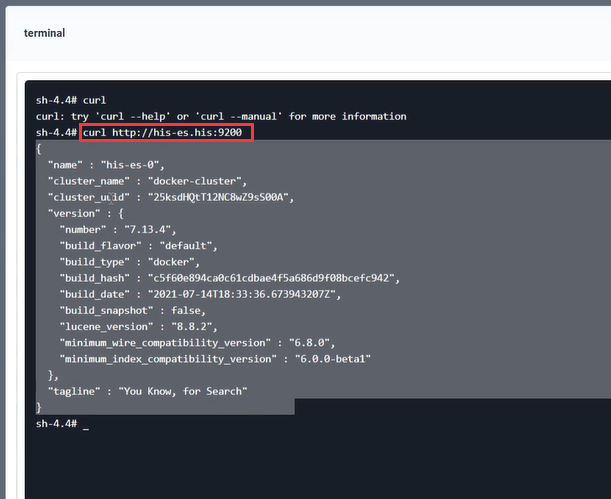 terminal
sh-4.4# curl
curl: try 'curl --help' or 'curl --manual' for more information
sh-4.4# curl http://his-es.his:9200
{
"name" : "his-es-0",
"cluster_name" : "docker-cluster",
"cluster_uuid" : "25ksdHQtT12NC8wZ9sS00A",
"version" : {
"number" : "7.13.4",
"build_flavor" : "default",
"build_type" : "docker",
"build_hash" : "c5f60e894ca0c61cdbae4f5a686d9f08bcefc942",
"build_date" : "2021-07-14T18:33:36.673943207Z",
"build_snapshot" : false,
"lucene_version" : "8.8.2",
"minimum_wire_compatibility_version" : "6.8.0",
"minimum_index_compatibility_version" : "6.0.0-beta1"
},
"tagline" : "You Know, for Search"
}
sh-4.4# _